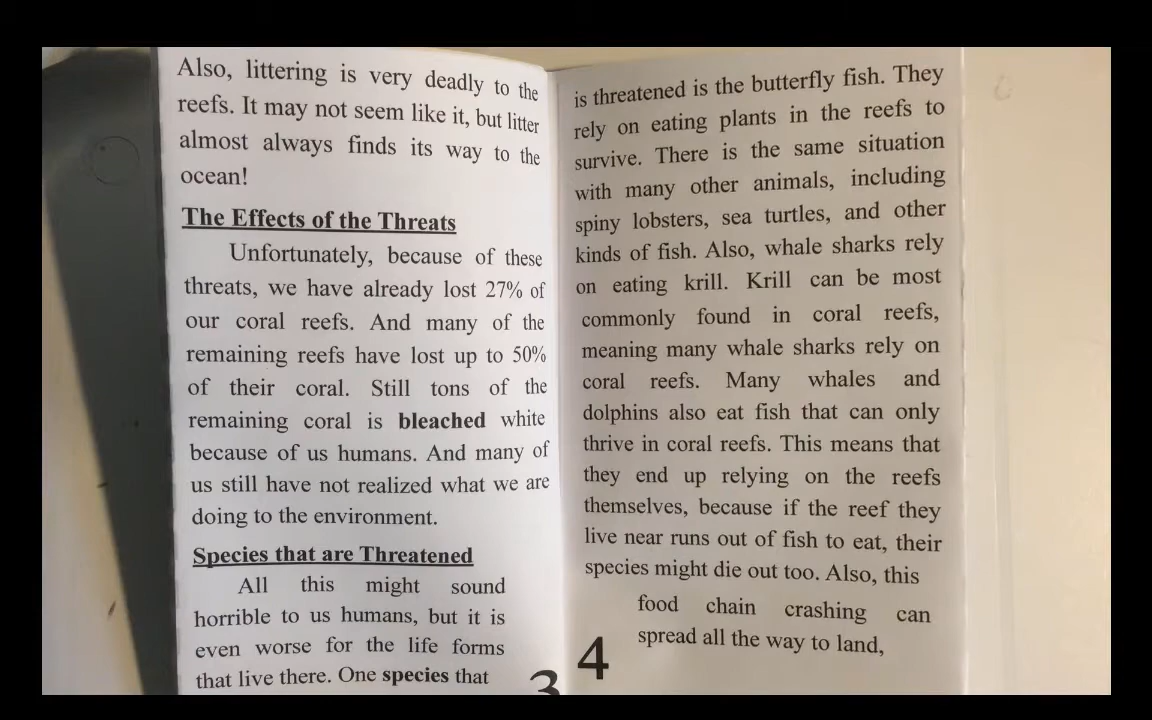 Also, littering is very deadly to the
reefs. It may not seem like it, but litter
almost always finds its way to the
ocean!
The Effects of the Threats
Unfortunately, because of these
threats, we have already lost 27% of
our coral reefs. And many of the
remaining reefs have lost up to 50%
of their coral. Still tons of the
remaining coral is bleached white
because of us humans. And many of
us still have not realized what we are
doing to the environment.
Species that are Threatened
All this might sound
horrible to us humans, but it is
even worse for the life forms
that live there. One species that
3
is threatened is the butterfly fish. They
rely on eating plants in the reefs to
survive. There is the same situation
with many other animals, including
spiny lobsters, sea turtles, and other
kinds of fish. Also, whale sharks rely
on eating krill. Krill can be most
commonly found in coral reefs,
meaning many whale sharks rely on
coral reefs. Many whales and
dolphins also eat fish that can only
thrive in coral reefs. This means that
they end up relying on the reefs
themselves, because if the reef they
live near runs out of fish to eat, their
species might die out too. Also, this
food chain crashing can
spread all the way to land,
4